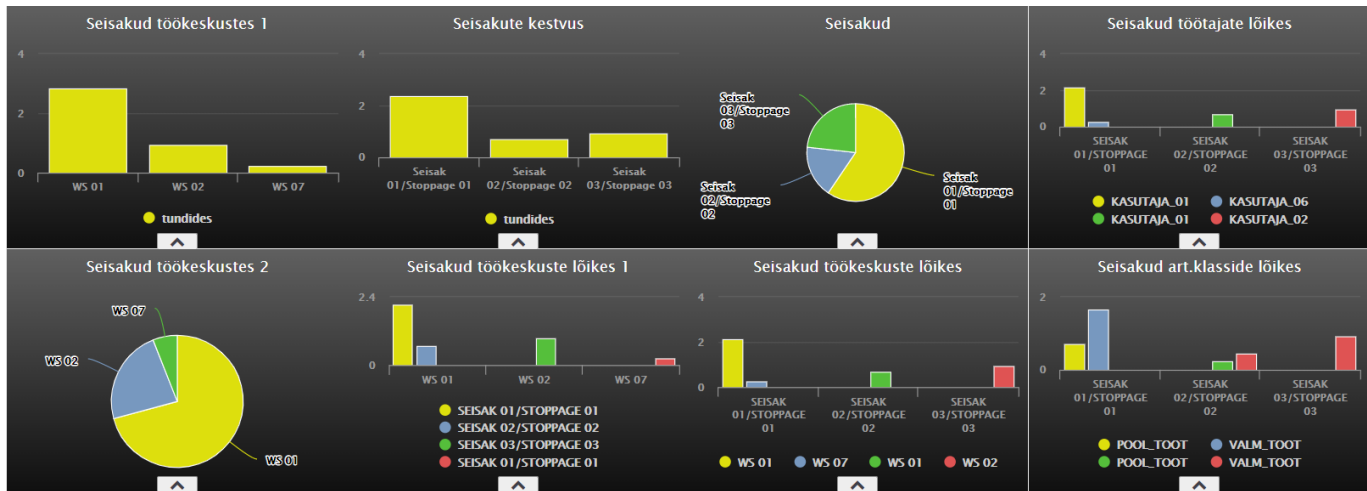 Seisakud töökeskustes 1
4
2
0
WS 01 WS 02 WS 07
tundides
Seisakute kestvus
4
2
0
Seisak 01/Stoppage 01
Seisak 02/Stoppage 02
Seisak 03/Stoppage 03
tundides
Seisakud
Seisak
03/Stoppage
03
Seisak
02/Stoppage
02
Seisak
01/Stoppage
01
Seisakud töötajate lõikes
4
2
0
SEISAK
01/STOPPAGE
01
SEISAK
02/STOPPAGE
02
SEISAK
03/STOPPAGE
03
KASUTAJA_01 KASUTAJA_06
KASUTAJA_01 KASUTAJA_02
Seisakud töökeskustes 2
WS 07
WS 02
WS 01
Seisakud töökeskuste lõikes 1
2.4
0
WS 01 WS 02 WS 07
SEISAK 01/STOPPAGE 01
SEISAK 02/STOPPAGE 02
SEISAK 03/STOPPAGE 03
SEISAK 01/STOPPAGE 01
Seisakud töökeskuste lõikes
4
2
0
SEISAK
01/STOPPAGE
01
SEISAK
02/STOPPAGE
02
SEISAK
03/STOPPAGE
03
WS 01 WS 07 WS 01 WS 02
Seisakud art.klasside lõikes
2
0
SEISAK
01/STOPPAGE
01
SEISAK
02/STOPPAGE
02
SEISAK
03/STOPPAGE
03
POOL_TOOT VALM_TOOT
POOL_TOOT VALM_TOOT